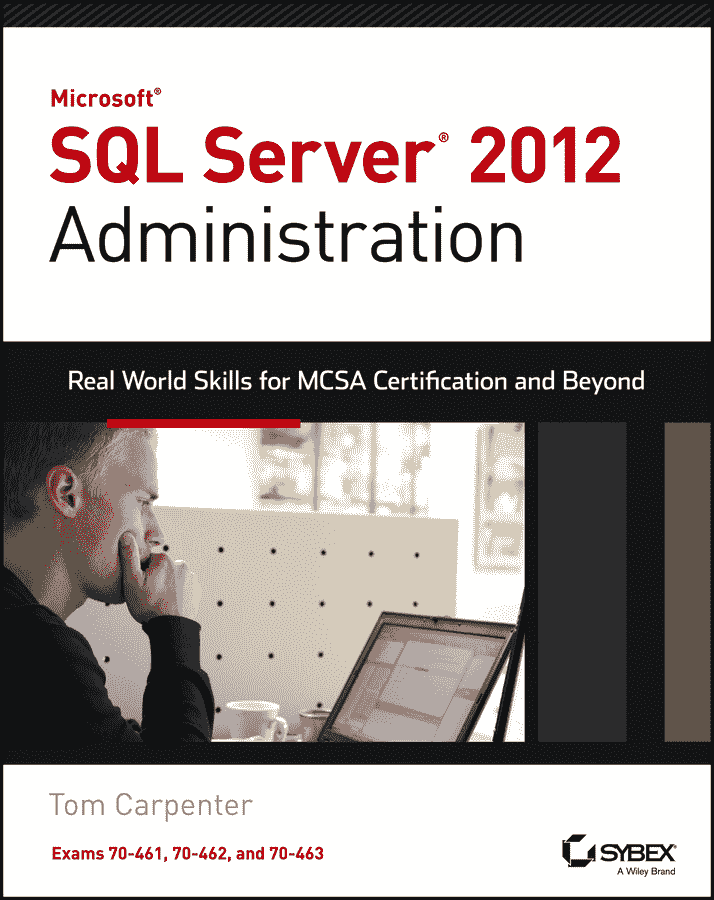 Microsoft®
SQL Server® 2012
Administration
Real World Skills for MCSA Certification and Beyond
Tom Carpenter
Exams 70-461, 70-462, and 70-463
SYBEX®
A Wiley Brand